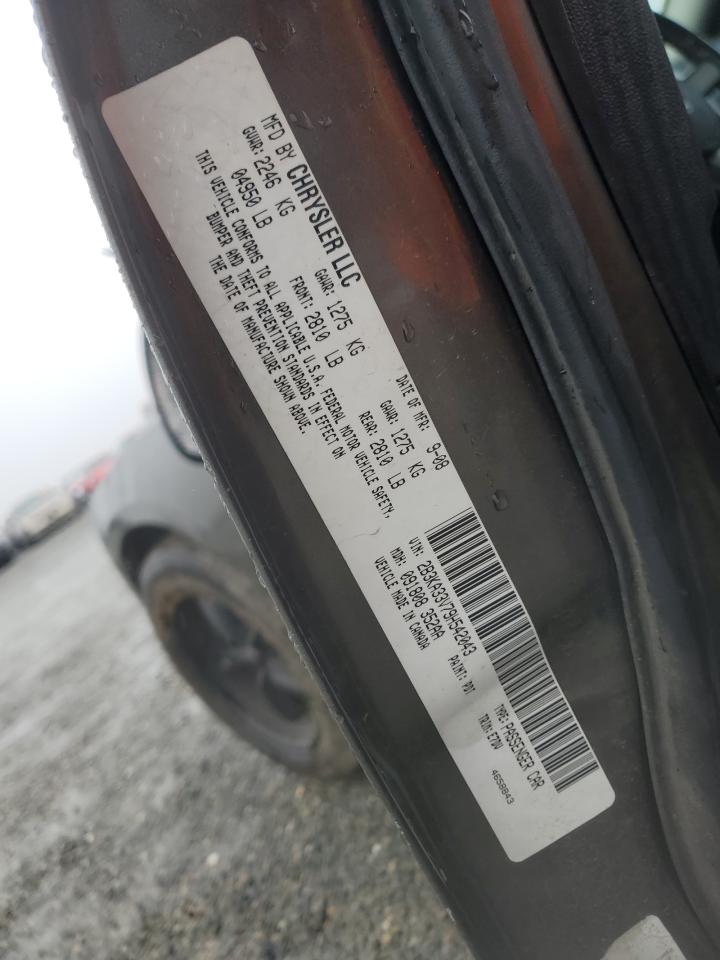 MFD BY CHRYSLER LLC
DATE OF MFR: 9-08
GVWR: 2246 KG
04950 LB
GAWR: 1275 KG
FRONT: 2810 LB
GAWR: 1275 KG
REAR: 2810 LB
THIS VEHICLE CONFORMS TO ALL APPLICABLE U.S.A. FEDERAL MOTOR VEHICLE SAFETY,
BUMPER AND THEFT PREVENTION STANDARDS IN EFFECT ON
THE DATE OF MANUFACTURE SHOWN ABOVE.
VIN: 2B3KA33V79H542043
TYPE: PASSENGER CAR
MDH: 091808 352AA
PAINT: PDT
TRIM: E7DV
VEHICLE MADE IN CANADA
4658843